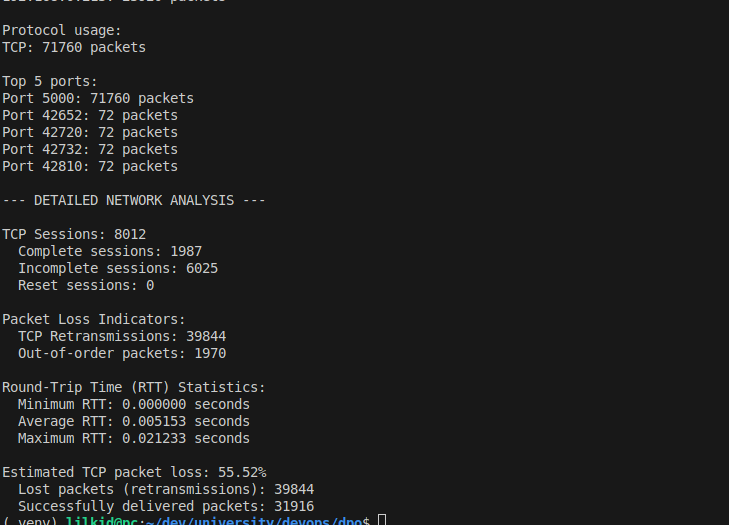 Protocol usage:
TCP: 71760 packets
Top 5 ports:
Port 5000: 71760 packets
Port 42652: 72 packets
Port 42720: 72 packets
Port 42732: 72 packets
Port 42810: 72 packets
--- DETAILED NETWORK ANALYSIS ---
TCP Sessions: 8012
Complete sessions: 1987
Incomplete sessions: 6025
Reset sessions: 0
Packet Loss Indicators:
TCP Retransmissions: 39844
Out-of-order packets: 1970
Round-Trip Time (RTT) Statistics:
Minimum RTT: 0.000000 seconds
Average RTT: 0.005153 seconds
Maximum RTT: 0.021233 seconds
Estimated TCP packet loss: 55.52%
Lost packets (retransmissions): 39844
Successfully delivered packets: 31916
(.venv) lilkid@pc:~/dev/university/devops/dpo$